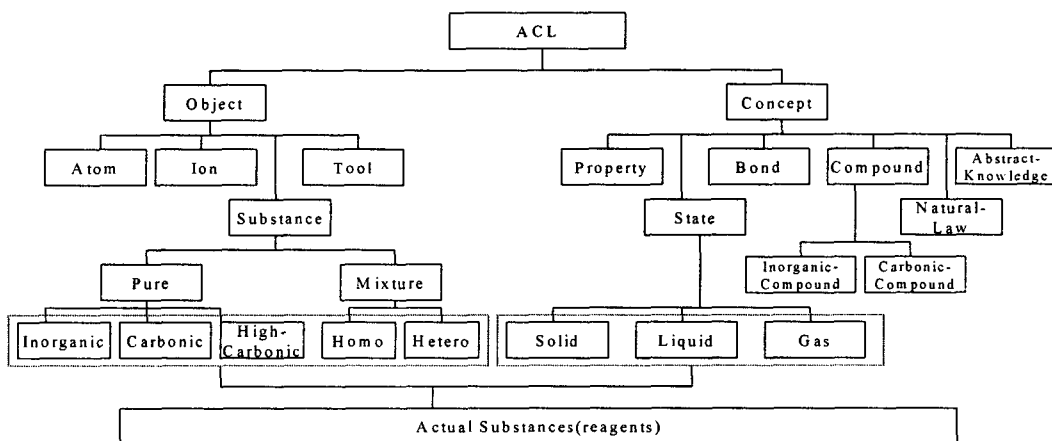 ACL
Object
Concept
Atom
Ion
Tool
Property
Bond
Compound
Abstract-
Knowledge
Substance
State
Natural-
Law
Pure
Mixture
Inorganic-
Compound
Carbonic-
Compound
Inorganic
Carbonic
High-
Carbonic
Homo
Hetero
Solid
Liquid
Gas
Actual Substances(reagents)